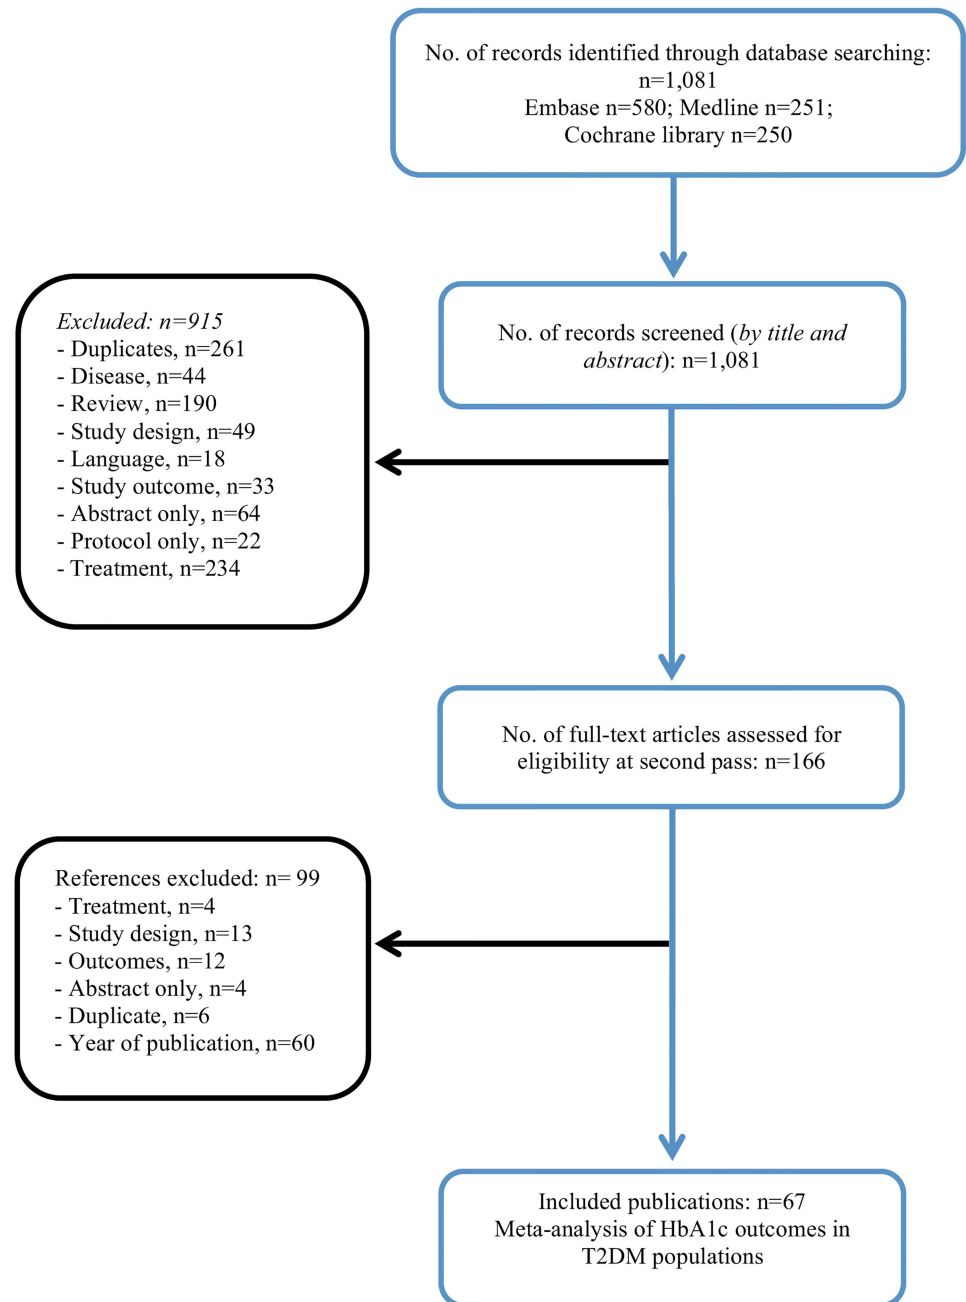 No. of records identified through database searching:
n=1,081
Embase n=580; Medline n=251;
Cochrane library n=250
No. of records screened (by title and
abstract): n=1,081
Excluded: n=915
- Duplicates, n=261
- Disease, n=44
- Review, n=190
- Study design, n=49
- Language, n=18
- Study outcome, n=33
- Abstract only, n=64
- Protocol only, n=22
- Treatment, n=234
No. of full-text articles assessed for
eligibility at second pass: n=166
References excluded: n= 99
- Treatment, n=4
- Study design, n=13
- Outcomes, n=12
- Abstract only, n=4
- Duplicate, n=6
- Year of publication, n=60
Included publications: n=67
Meta-analysis of HbA1c outcomes in
T2DM populations